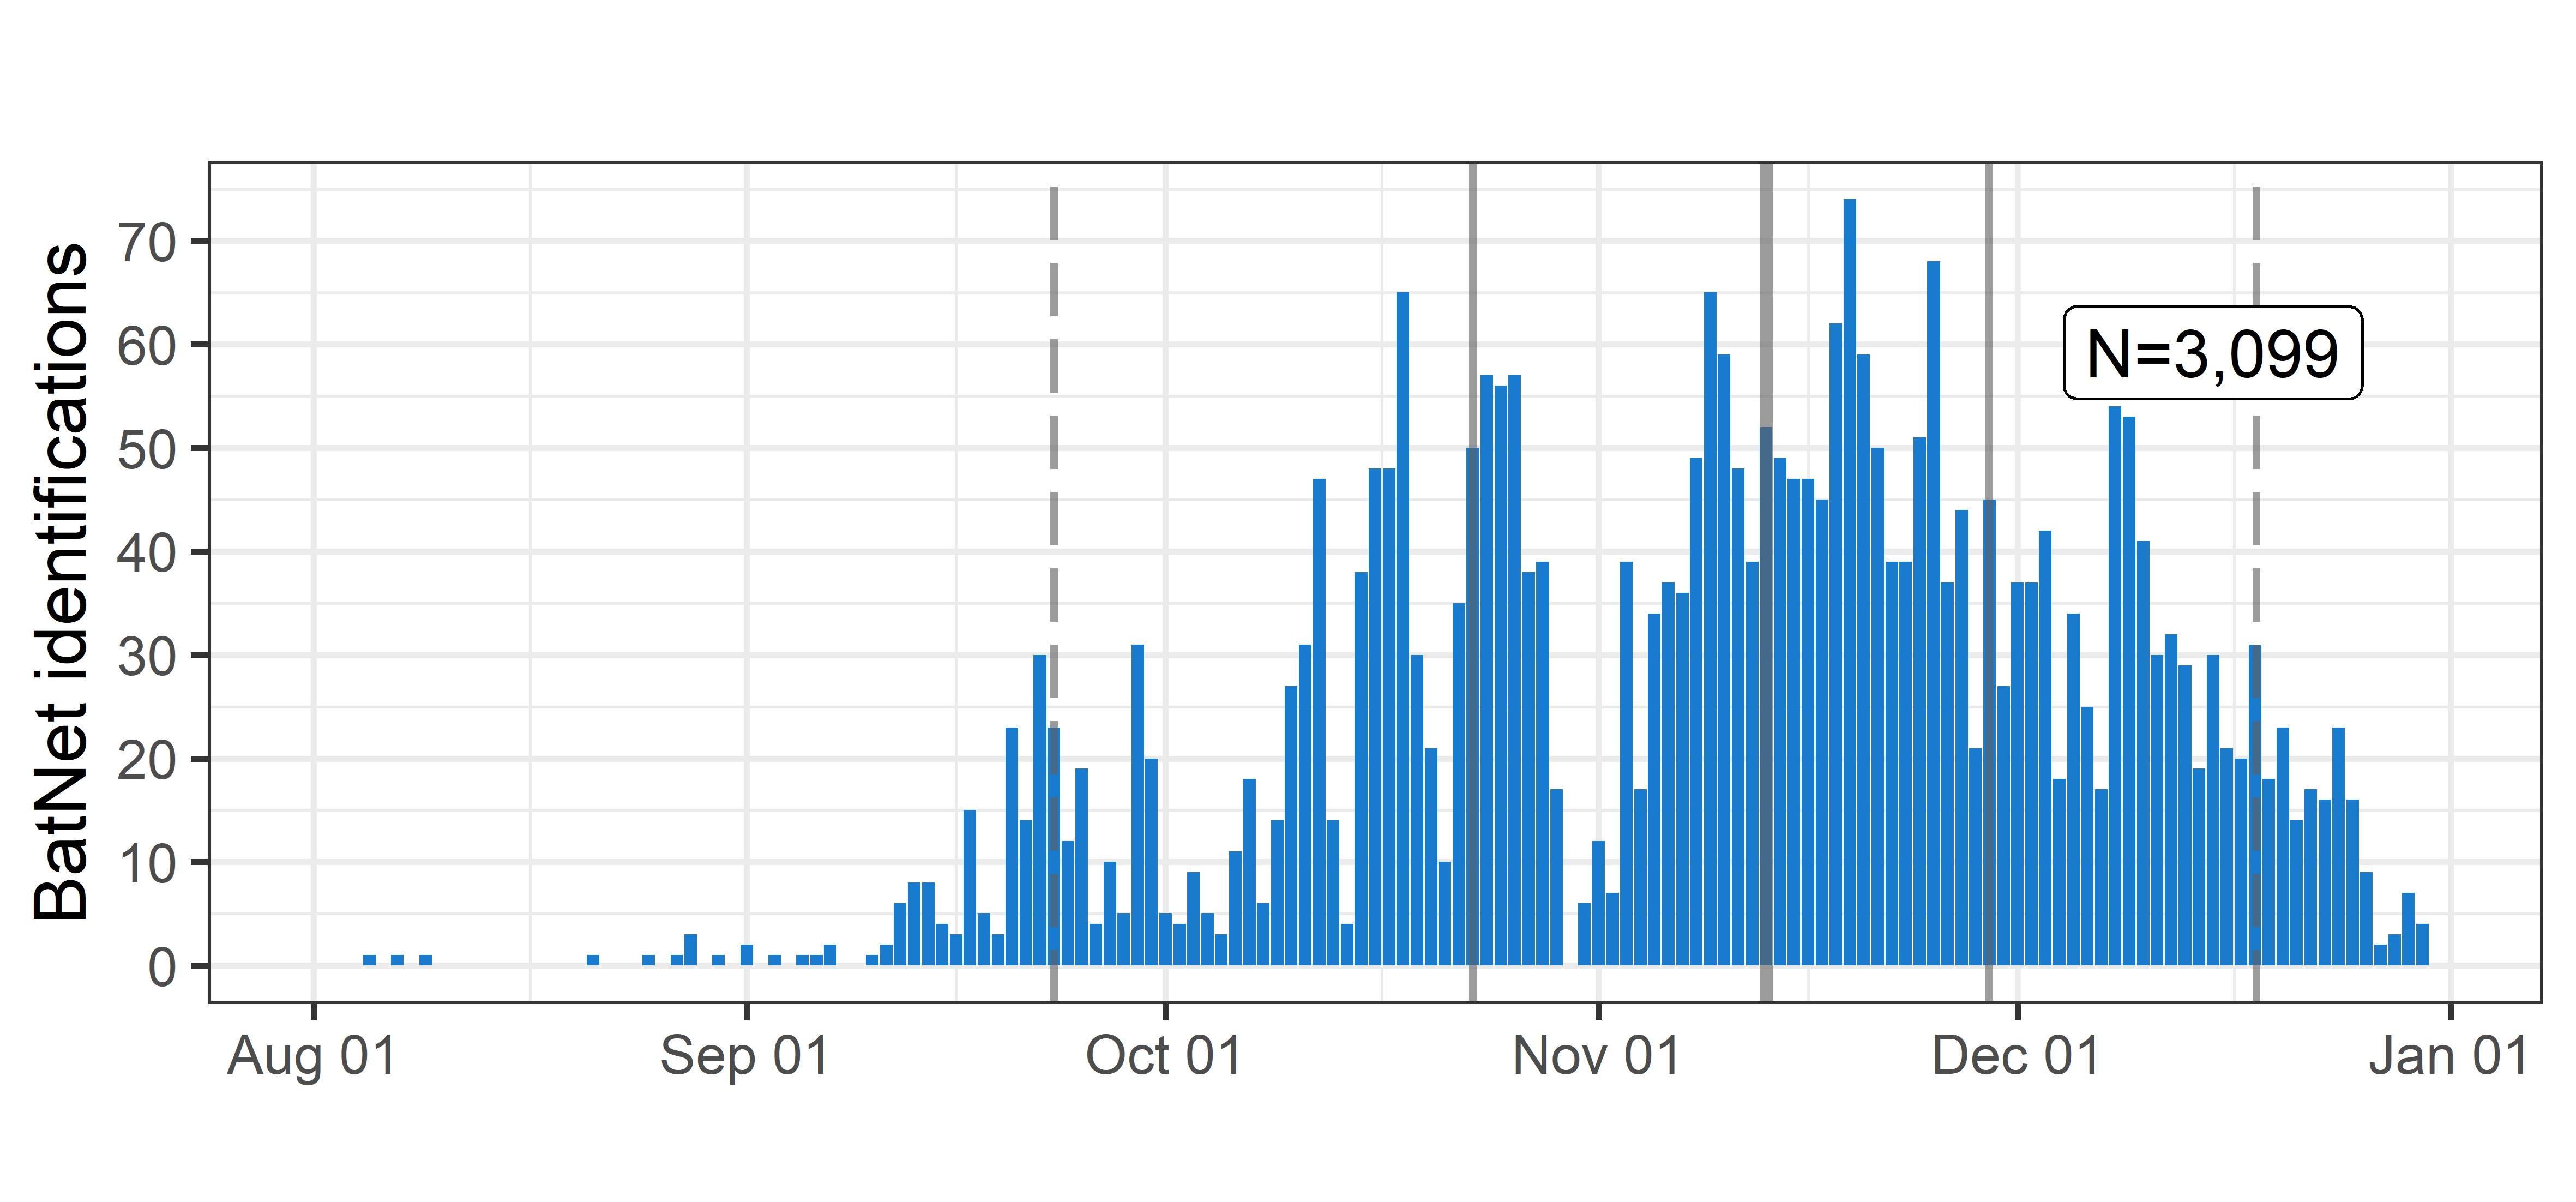 BatNet identifications
70
60
50
40
30
20
10
0
N=3,099
Aug 01
Sep 01
Oct 01
Nov 01
Dec 01
Jan 01